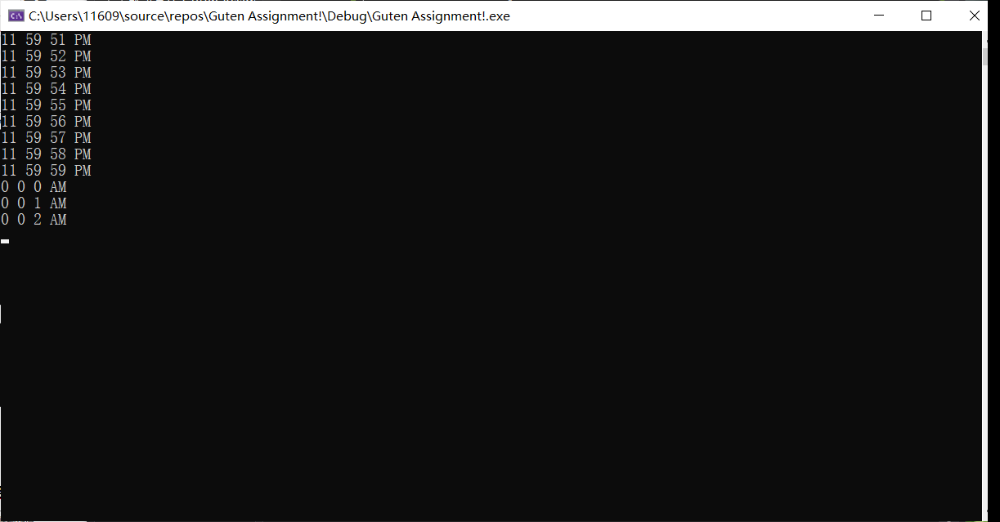 C:\Users\11609\source\repos\Guten Assignment!\Debug\Guten Assignment!.exe
11 59 51 PM
11 59 52 PM
11 59 53 PM
11 59 54 PM
11 59 55 PM
11 59 56 PM
11 59 57 PM
11 59 58 PM
11 59 59 PM
0 0 0 AM
0 0 1 AM
0 0 2 AM